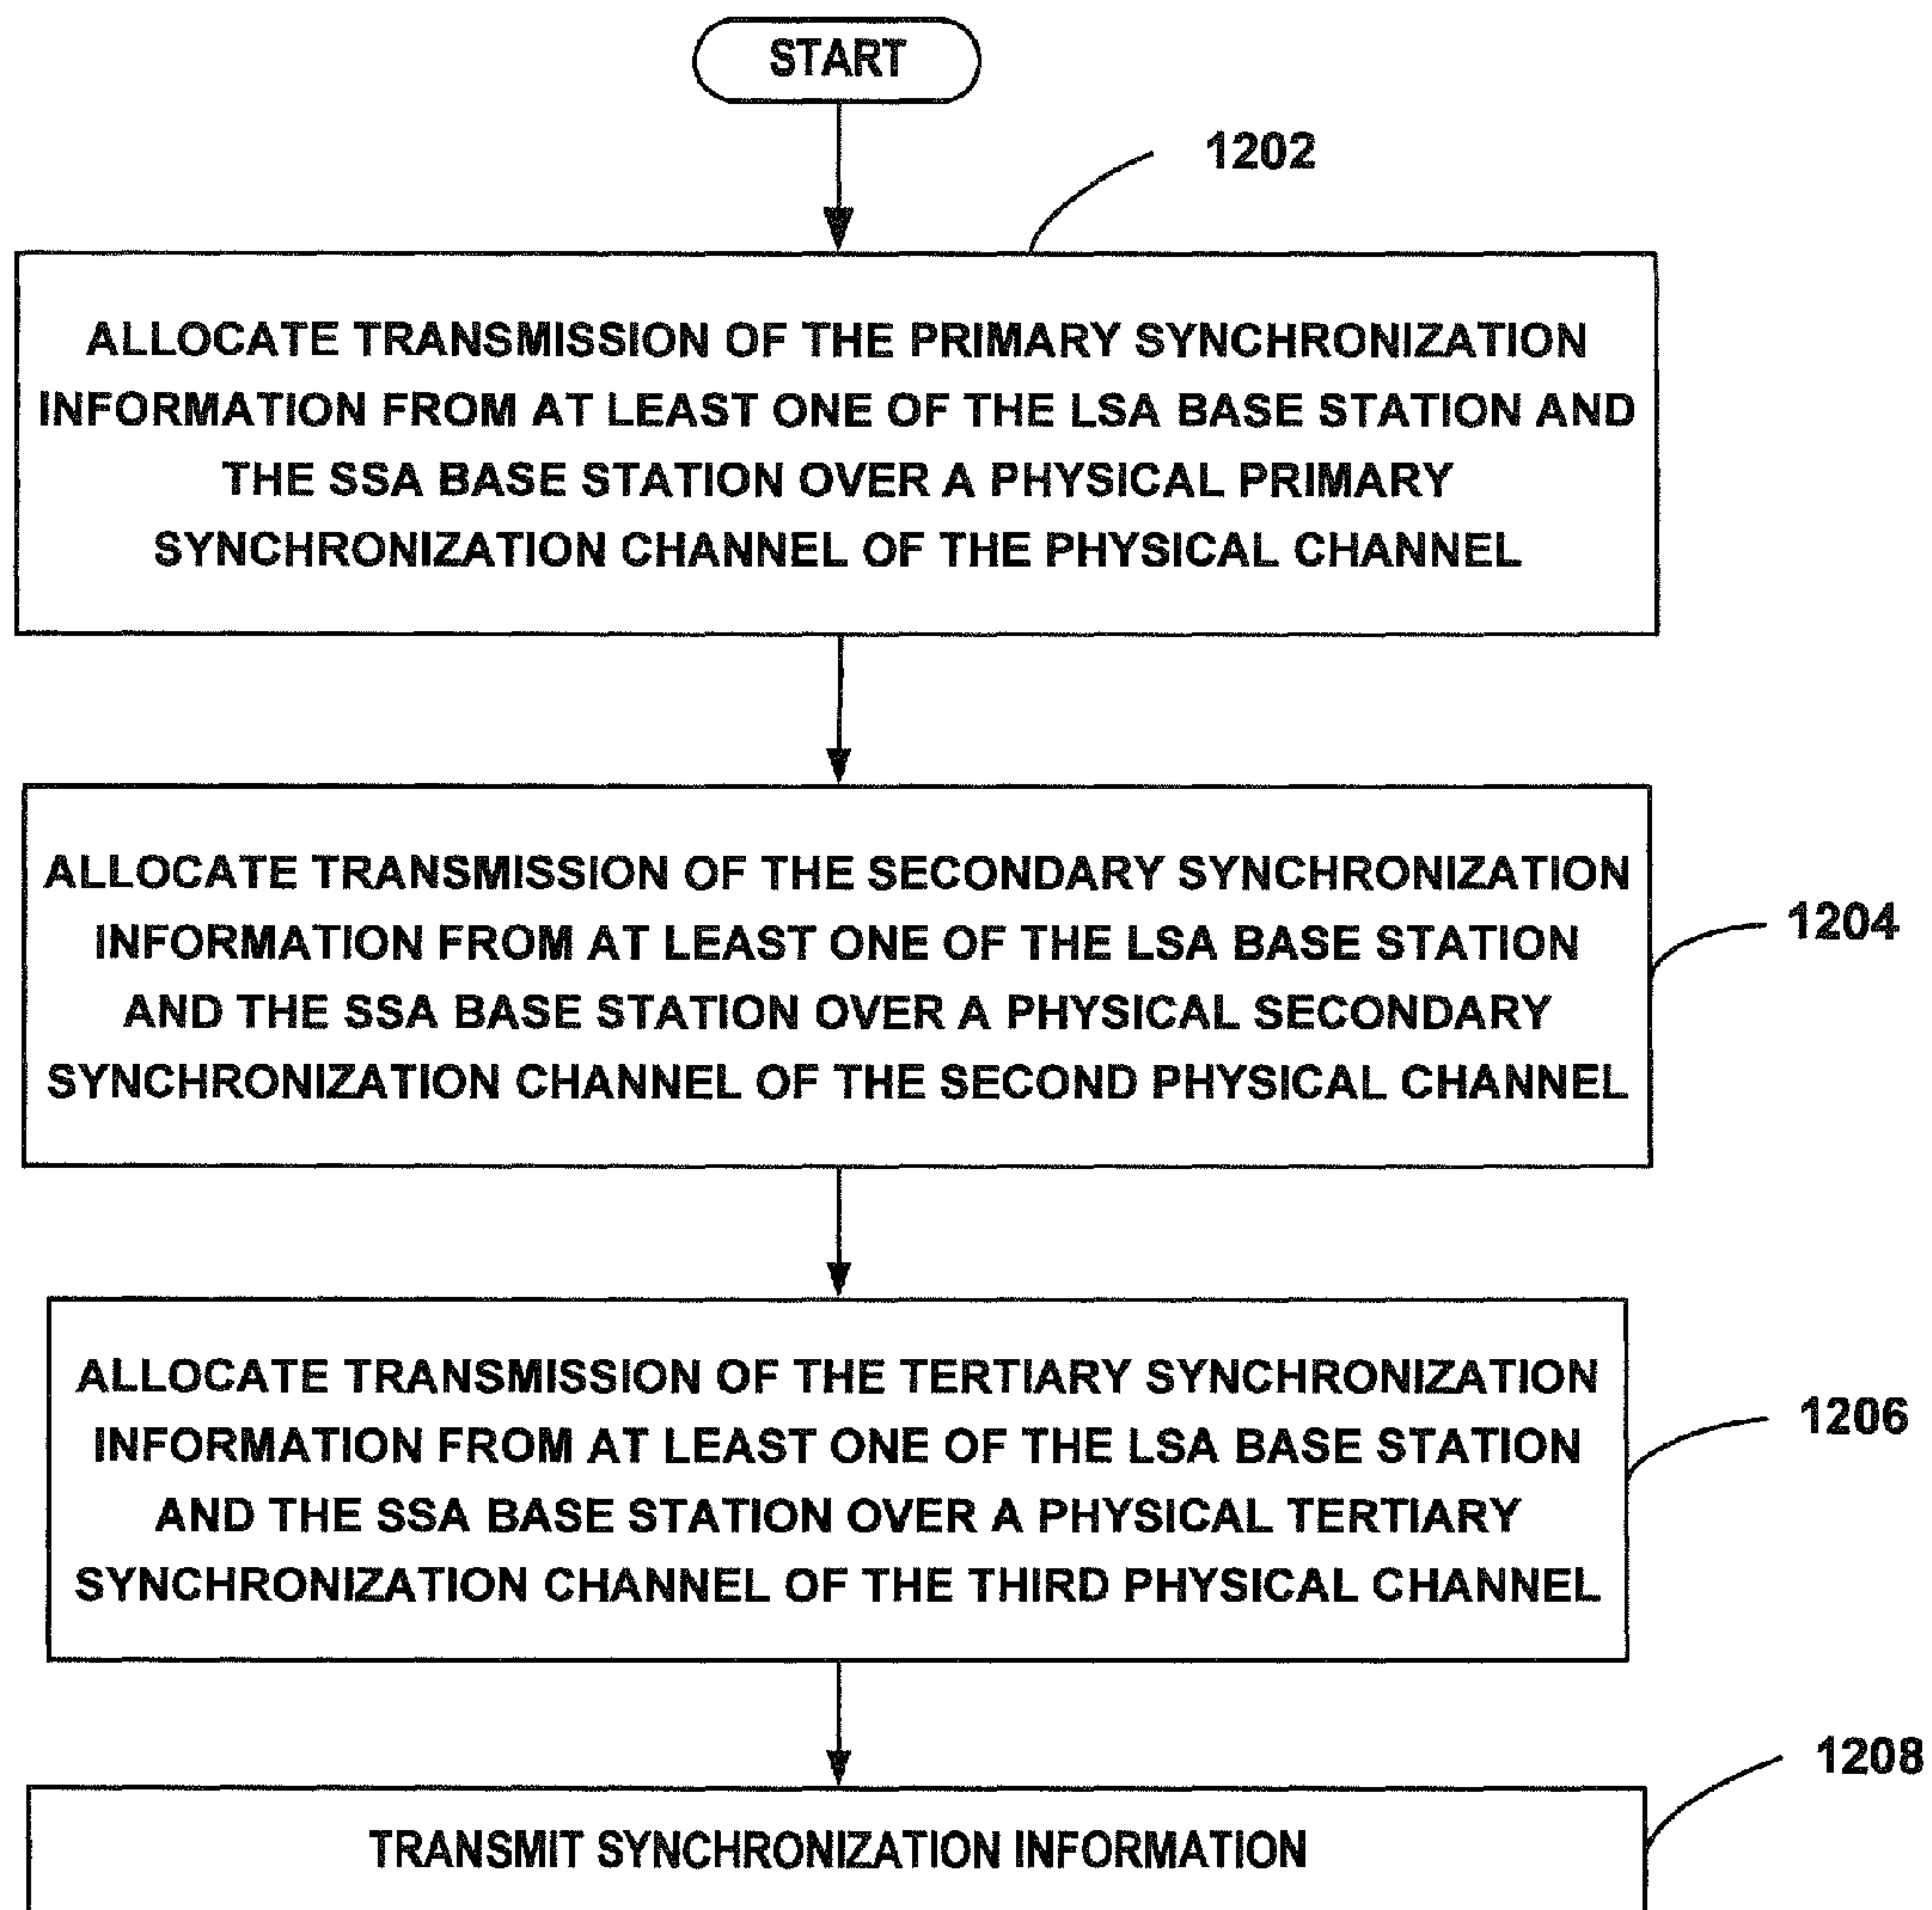 START
1202
ALLOCATE TRANSMISSION OF THE PRIMARY SYNCHRONIZATION
INFORMATION FROM AT LEAST ONE OF THE LSA BASE STATION AND
THE SSA BASE STATION OVER A PHYSICAL PRIMARY
SYNCHRONIZATION CHANNEL OF THE PHYSICAL CHANNEL
ALLOCATE TRANSMISSION OF THE SECONDARY SYNCHRONIZATION
INFORMATION FROM AT LEAST ONE OF THE LSA BASE STATION
AND THE SSA BASE STATION OVER A PHYSICAL SECONDARY
SYNCHRONIZATION CHANNEL OF THE SECOND PHYSICAL CHANNEL
1204
ALLOCATE TRANSMISSION OF THE TERTIARY SYNCHRONIZATION
INFORMATION FROM AT LEAST ONE OF THE LSA BASE STATION
AND THE SSA BASE STATION OVER A PHYSICAL TERTIARY
SYNCHRONIZATION CHANNEL OF THE THIRD PHYSICAL CHANNEL
1206
1208
TRANSMIT SYNCHRONIZATION INFORMATION